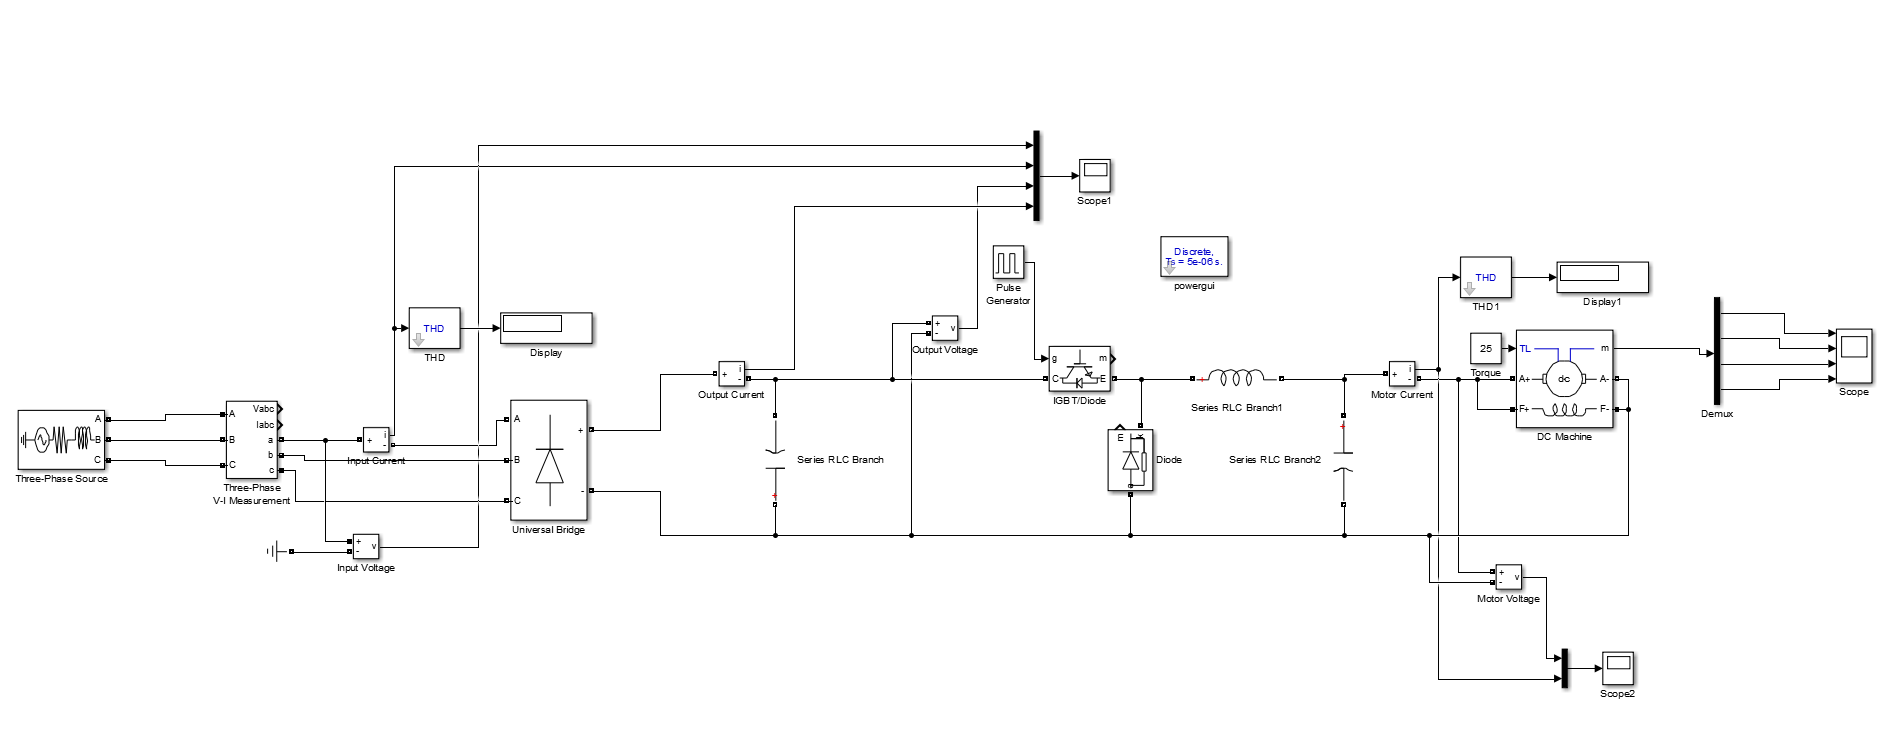 Scope1
Discrete,
Ts = 5e-06 s.
powergui
Pulse
Generator
THD
THD
Display
THD
THD1
Display1
+
-
v
Output Voltage
g
m
C
E
IGBT/Diode
i
+
-
Output Current
Series RLC Branch1
i
+
-
Motor Current
25
Torque
TL
m
A+
dc
A-
F+
F-
DC Machine
Demux
Scope
A
B
C
Three-Phase Source
A
B
C
Vabc
Iabc
a
b
c
Three-Phase
V-I Measurement
i
+
-
Input Current
A
B
C
+
-
Universal Bridge
+
Series RLC Branch
m
k
a
Diode
+
Series RLC Branch2
+
-
v
Input Voltage
+
-
v
Motor Voltage
Scope2